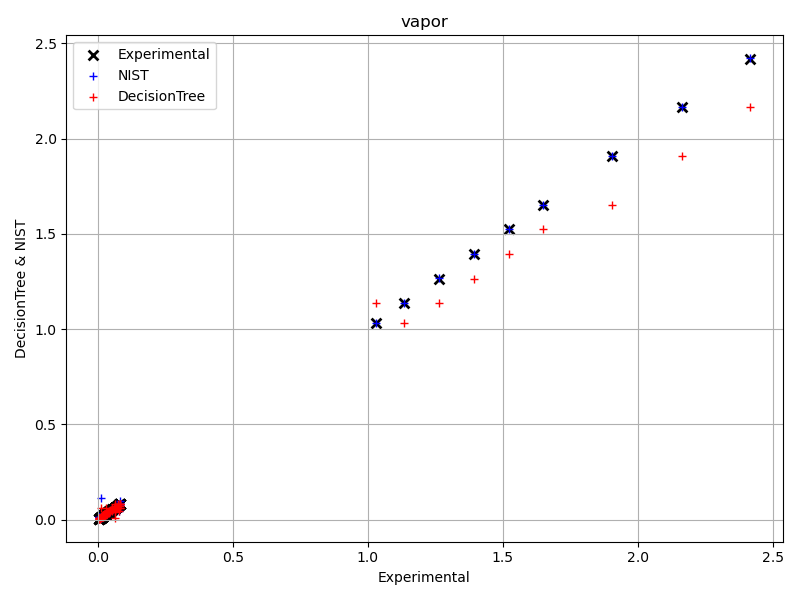 vapor
Experimental
NIST
DecisionTree
2.5
2.0
1.5
1.0
0.5
0.0
DecisionTree & NIST
0.0 0.5 1.0 1.5 2.0 2.5
Experimental